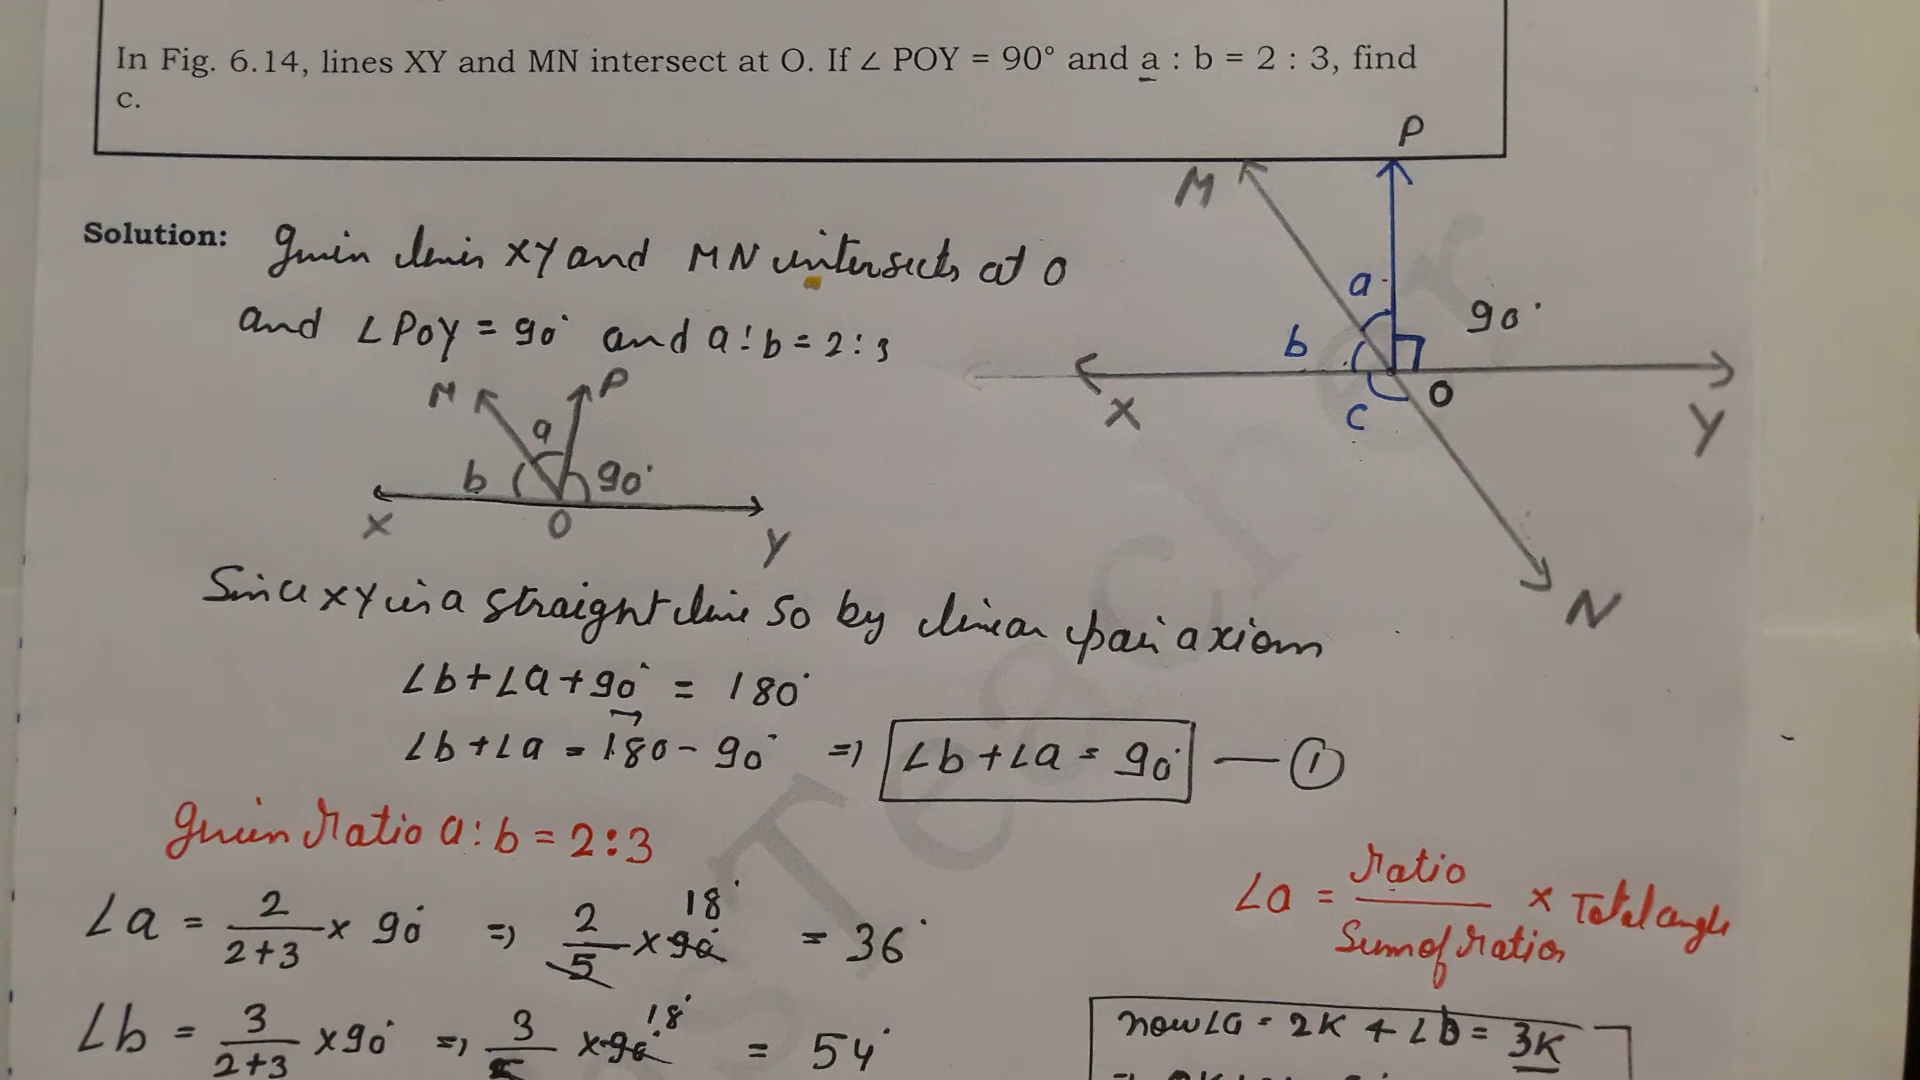 In Fig. 6.14, lines XY and MN intersect at O. If ∠ POY = 90° and a : b = 2 : 3, find
c.
P
M
a
90°
b
O
X
c
Y
N
Solution: Given lines XY and MN intersects at O
and ∠POY = 90° and a : b = 2 : 3
M P
a
b 90°
X O Y
Since XY is a straight line so by linear pair axiom
∠b + ∠a + 90° = 180°
∠b + ∠a = 180 - 90° ⇒ ∠b + ∠a = 90° — ①
Given ratio a : b = 2 : 3
∠a = ratio / Sum of ratios × Total angle
∠a = 2/(2+3) × 90° ⇒ 2/5 × 90° 18° = 36°
∠b = 3/(2+3) × 90° ⇒ 3/5 × 90° 18° = 54°
now ∠a = 2K & ∠b = 3K
Teacher